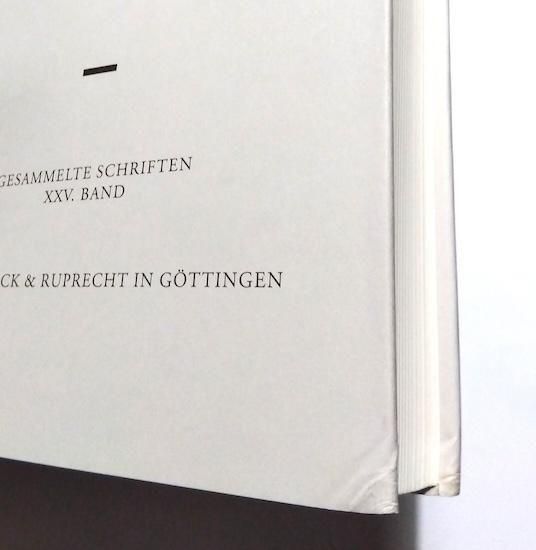 GESAMMELTE SCHRIFTEN
XXV. BAND
CK & RUPRECHT IN GÖTTINGEN